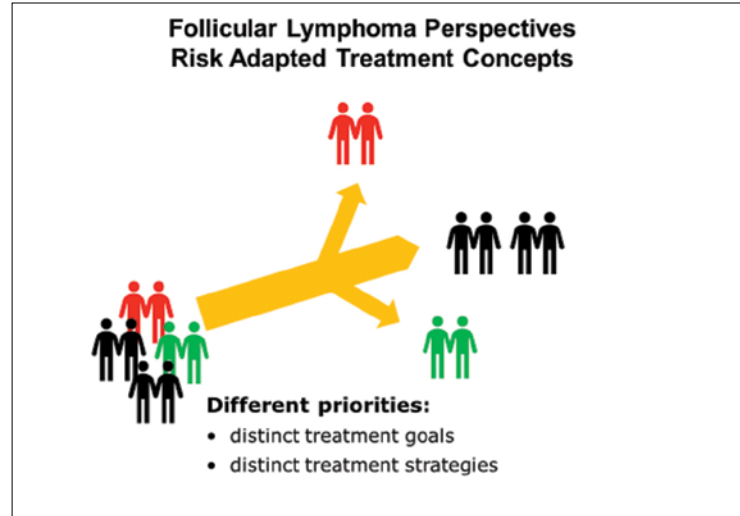 Follicular Lymphoma Perspectives
Risk Adapted Treatment Concepts
Different priorities:
• distinct treatment goals
• distinct treatment strategies